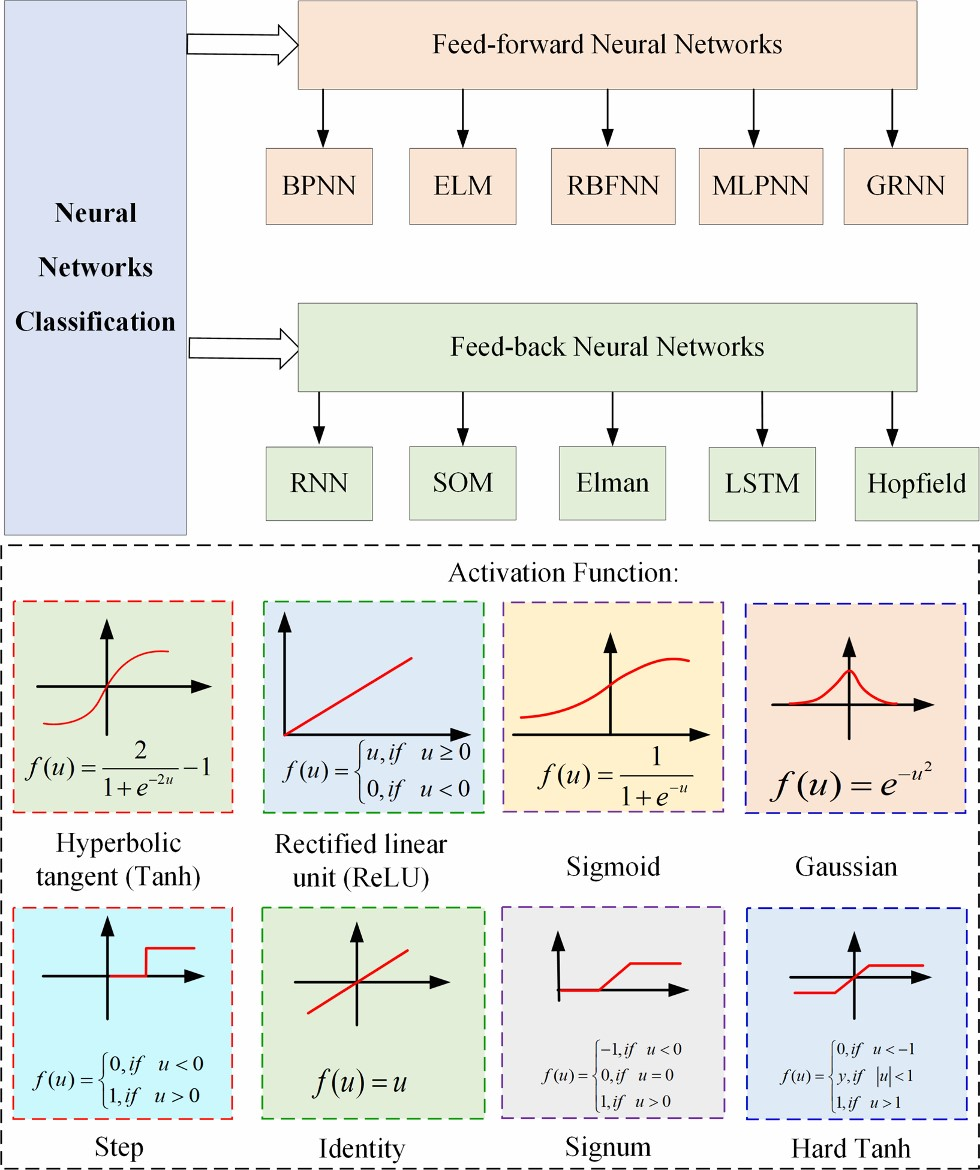 Feed-forward Neural Networks
BPNN
ELM
RBFNN
MLPNN
GRNN
Neural
Networks
Classification
Feed-back Neural Networks
RNN
SOM
Elman
LSTM
Hopfield
Activation Function:
f(u) = 2 / (1 + e^{-2u}) − 1
Hyperbolic
tangent (Tanh)
f(u) = { u, if u ≥ 0
0, if u < 0
Rectified linear
unit (ReLU)
f(u) = 1 / (1 + e^{-u})
Sigmoid
f(u) = e^{-u^2}
Gaussian
f(u) = { 0, if u < 0
1, if u > 0
Step
f(u) = u
Identity
f(u) = { −1, if u < 0
0, if u = 0
1, if u > 0
Signum
f(u) = { 0, if u < −1
y, if |u| < 1
1, if u > 1
Hard Tanh